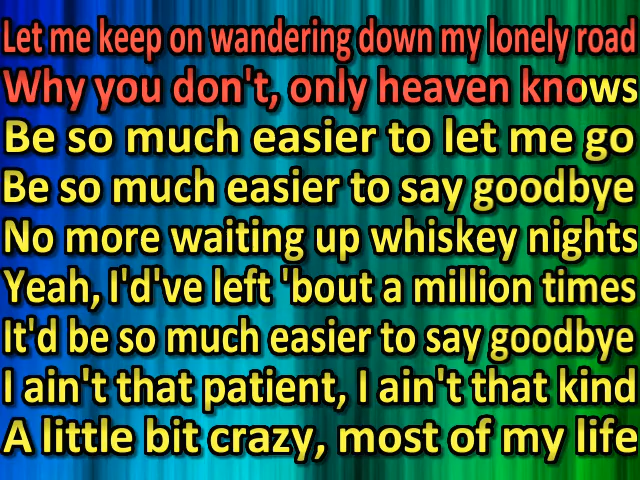 Let me keep on wandering down my lonely road
Why you don't, only heaven knows
Be so much easier to let me go
Be so much easier to say goodbye
No more waiting up whiskey nights
Yeah, I'd've left 'bout a million times
It'd be so much easier to say goodbye
I ain't that patient, I ain't that kind
A little bit crazy, most of my life